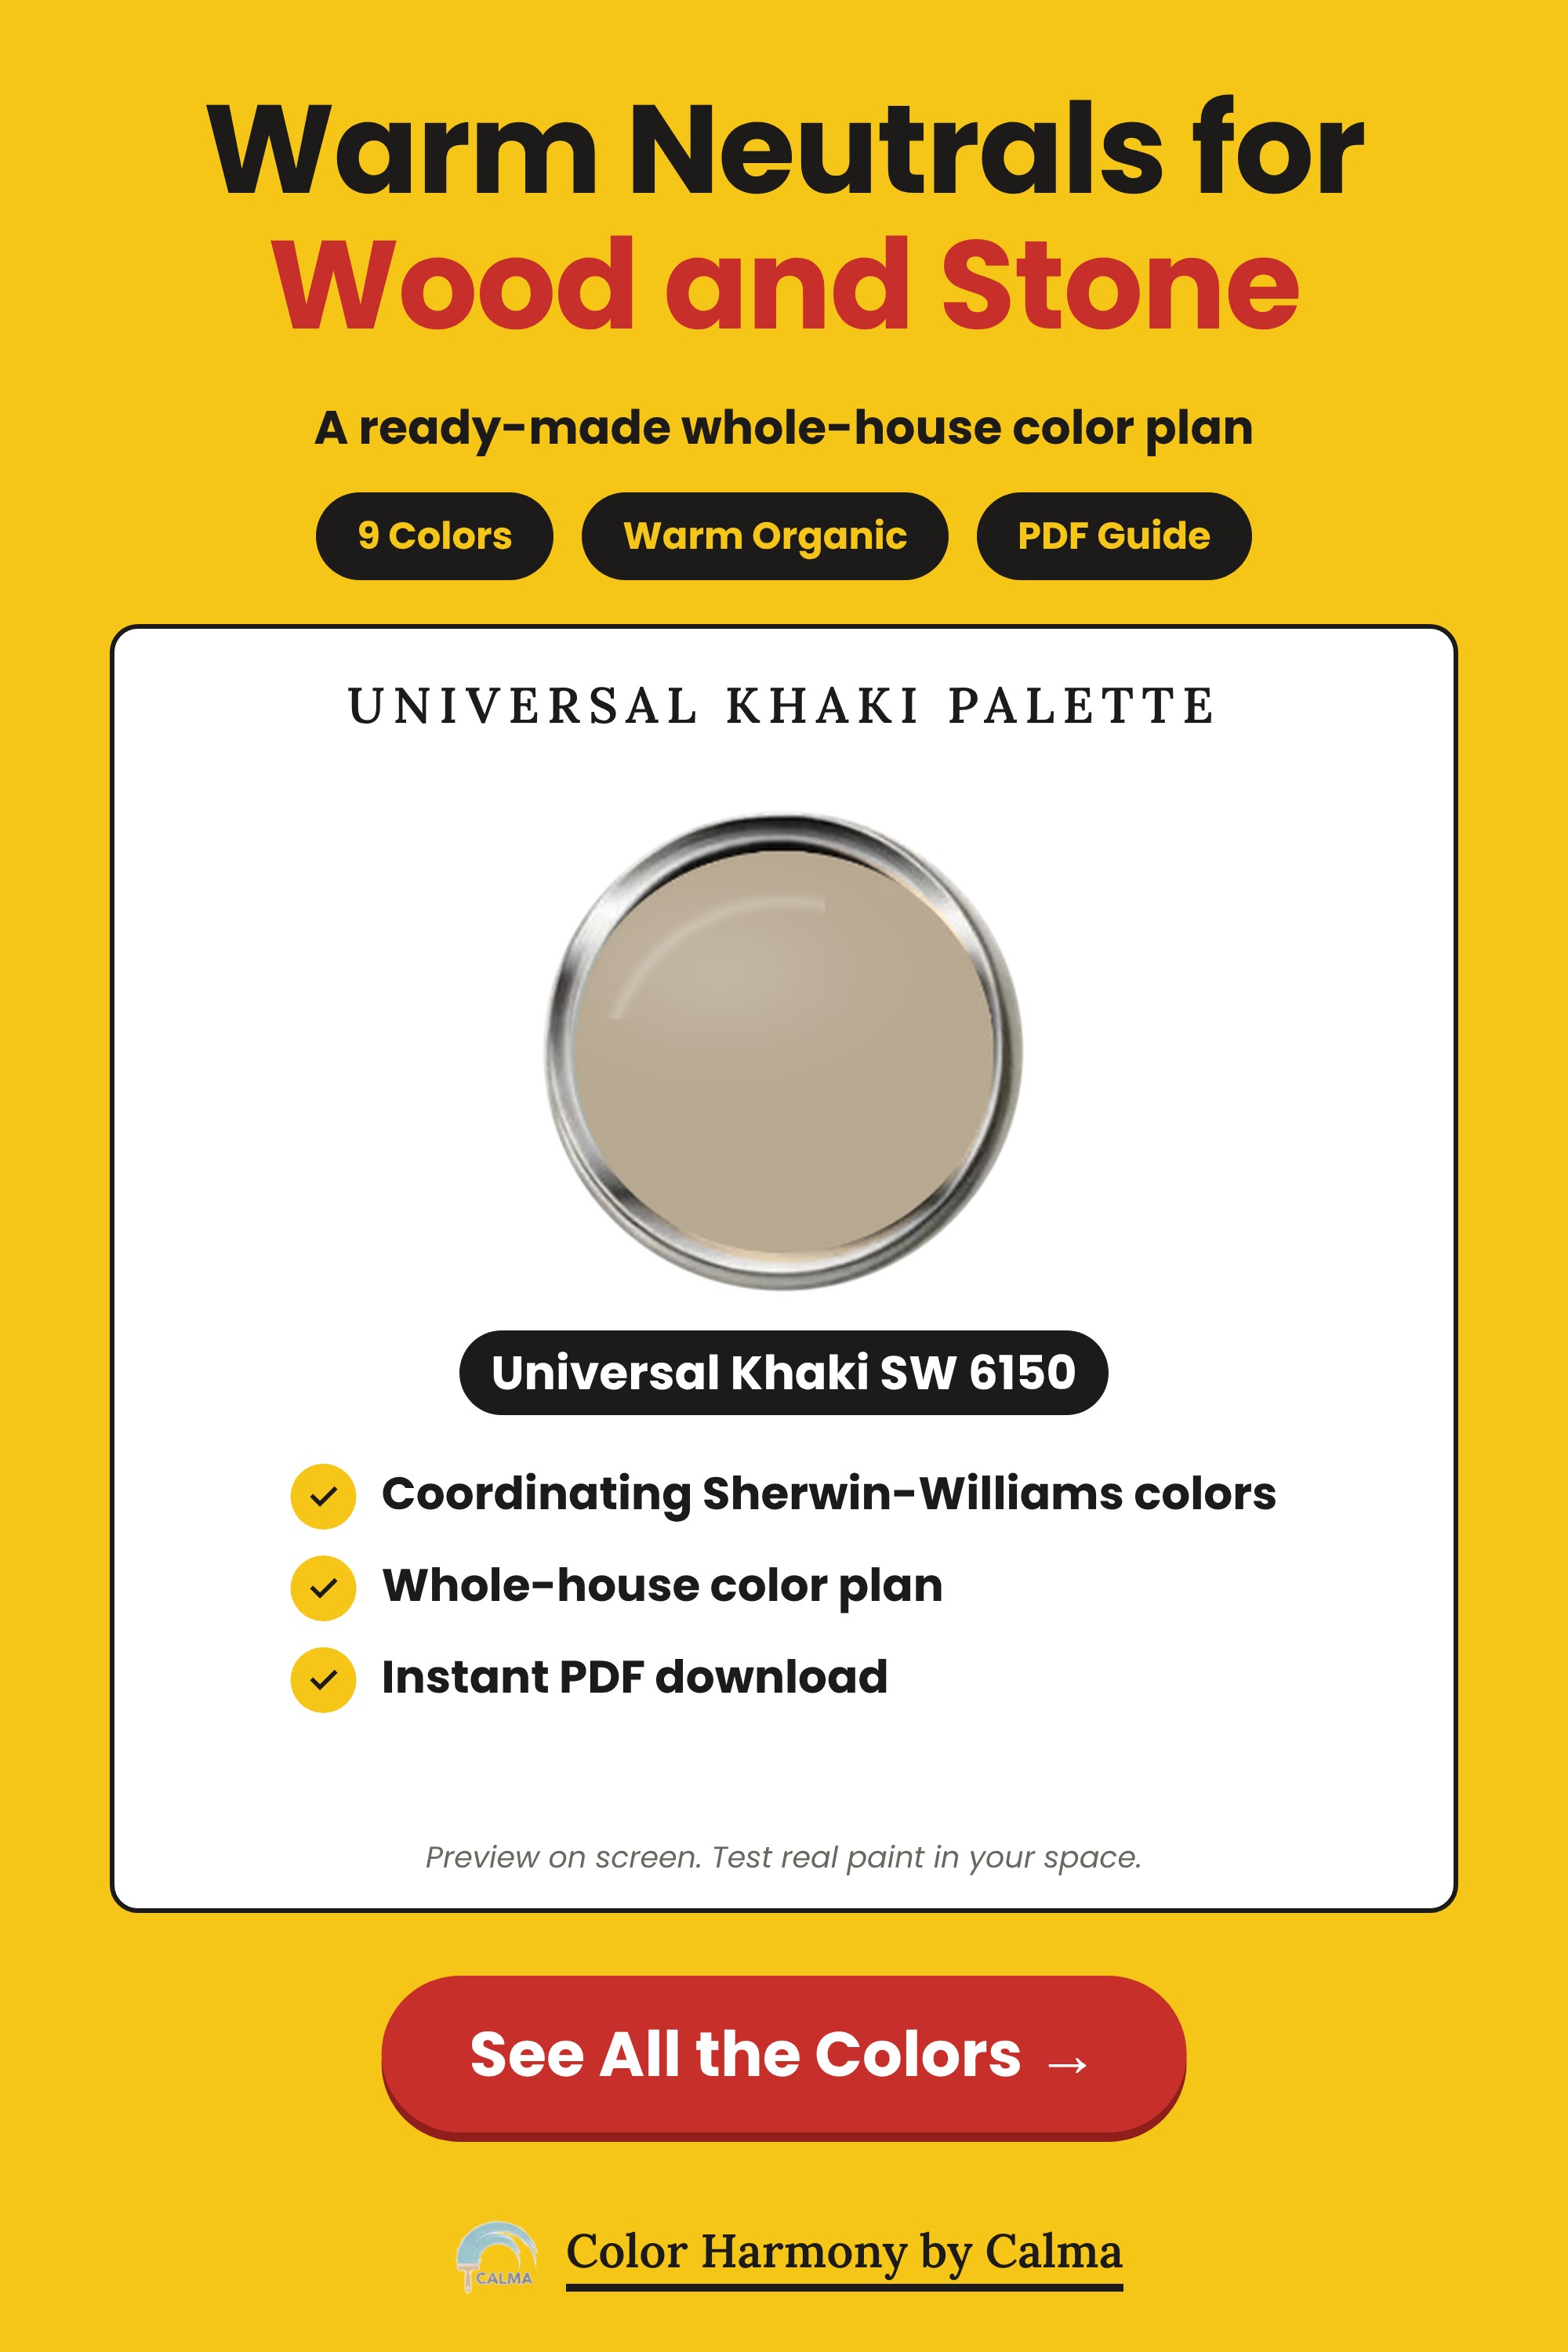 Warm Neutrals for
Wood and Stone
A ready-made whole-house color plan
9 Colors
Warm Organic
PDF Guide
UNIVERSAL KHAKI PALETTE
Universal Khaki SW 6150
Coordinating Sherwin-Williams colors
Whole-house color plan
Instant PDF download
Preview on screen. Test real paint in your space.
See All the Colors →
CALMA
Color Harmony by Calma